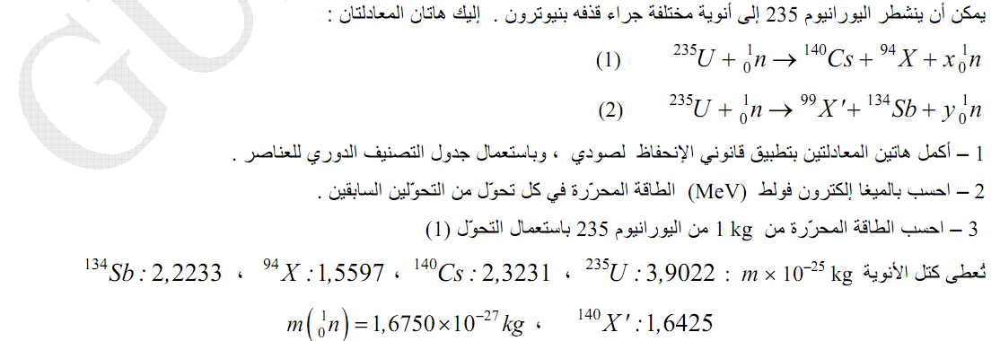 يمكن أن ينشطر اليورانيوم 235 إلى أنوية مختلفة جراء قذفه بنيوترون . إليك هاتان المعادلتان :
(1) ²³⁵U + ¹₀n → ¹⁴⁰Cs + ⁹⁴X + x ¹₀n
(2) ²³⁵U + ¹₀n → ⁹⁹X' + ¹³⁴Sb + y ¹₀n
1 – أكمل هاتين المعادلتين بتطبيق قانوني الإنحفاظ لصودي ، وباستعمال جدول التصنيف الدوري للعناصر .
2 – احسب بالميغا إلكترون فولط (MeV) الطاقة المحرّرة في كل تحوّل من التحوّلين السابقين .
3 – احسب الطاقة المحرّرة من 1 kg من اليورانيوم 235 باستعمال التحوّل (1)
تُعطى كتل الأنوية m × 10⁻²⁵ kg : ²³⁵U : 3,9022 ، ¹⁴⁰Cs : 2,3231 ، ⁹⁴X : 1,5597 ، ¹³⁴Sb : 2,2233
¹⁴⁰X' : 1,6425 ، m(¹₀n) = 1,6750×10⁻²⁷ kg